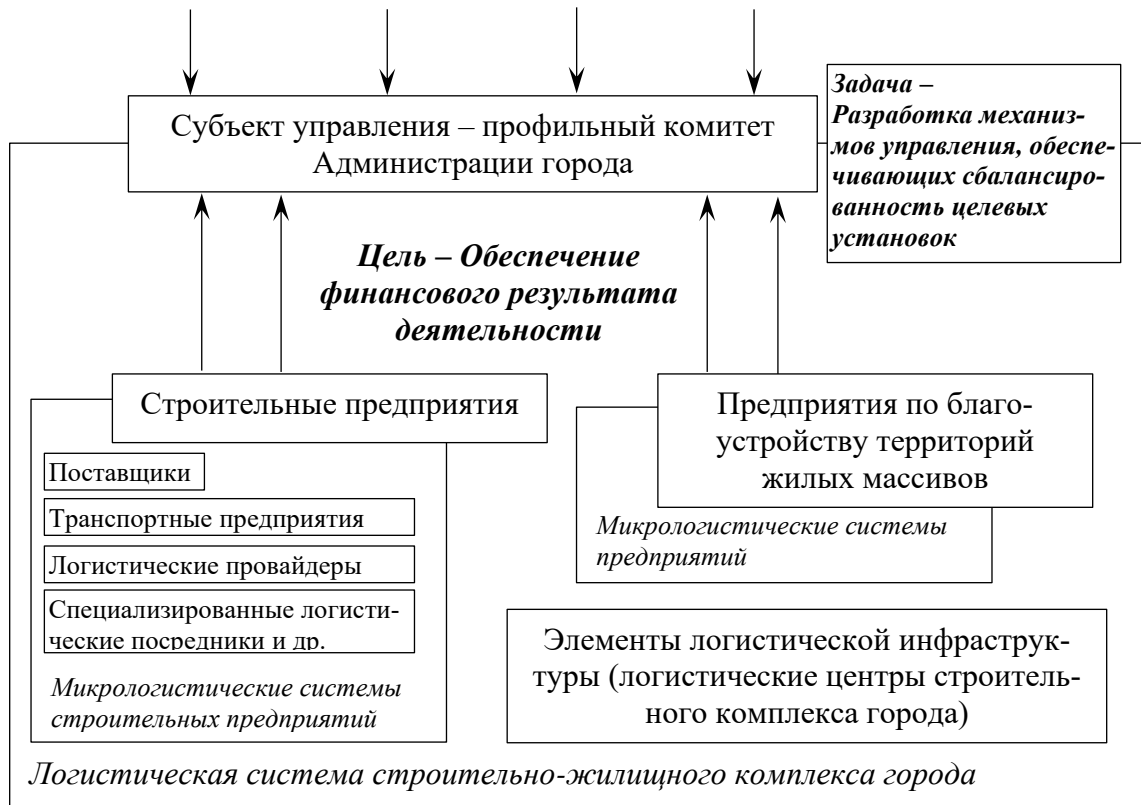 Субъект управления – профильный комитет
Администрации города
Задача –
Разработка механиз-
мов управления, обеспе-
чивающих сбалансиро-
ванность целевых
установок
Цель – Обеспечение
финансового результата
деятельности
Строительные предприятия
Поставщики
Транспортные предприятия
Логистические провайдеры
Специализированные логисти-
ческие посредники и др.
Микрологистические системы
строительных предприятий
Предприятия по благо-
устройству территорий
жилых массивов
Микрологистические системы
предприятий
Элементы логистической инфраструк-
туры (логистические центры строитель-
ного комплекса города)
Логистическая система строительно-жилищного комплекса города